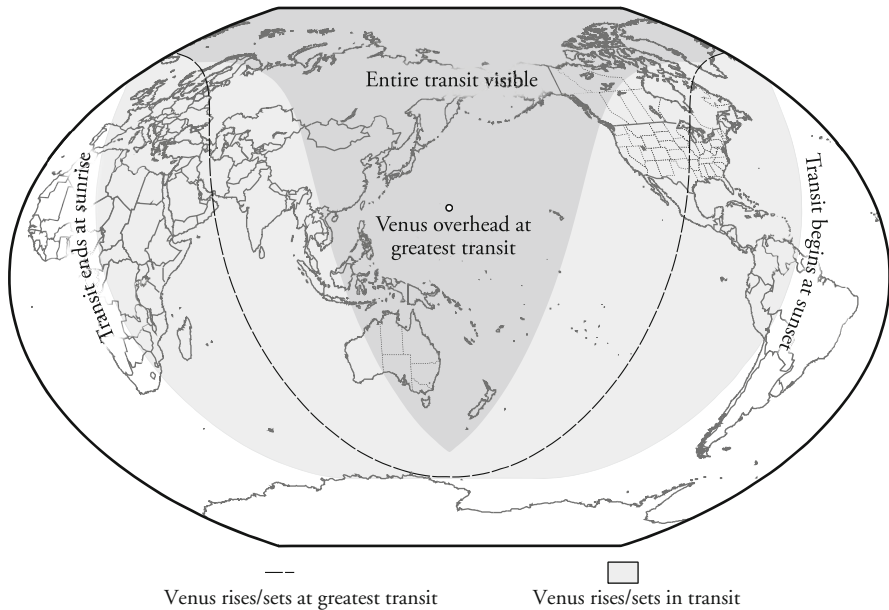 Entire transit visible
Transit ends at sunrise
Venus overhead at
greatest transit
Transit begins at sunset
Venus rises/sets at greatest transit
Venus rises/sets in transit